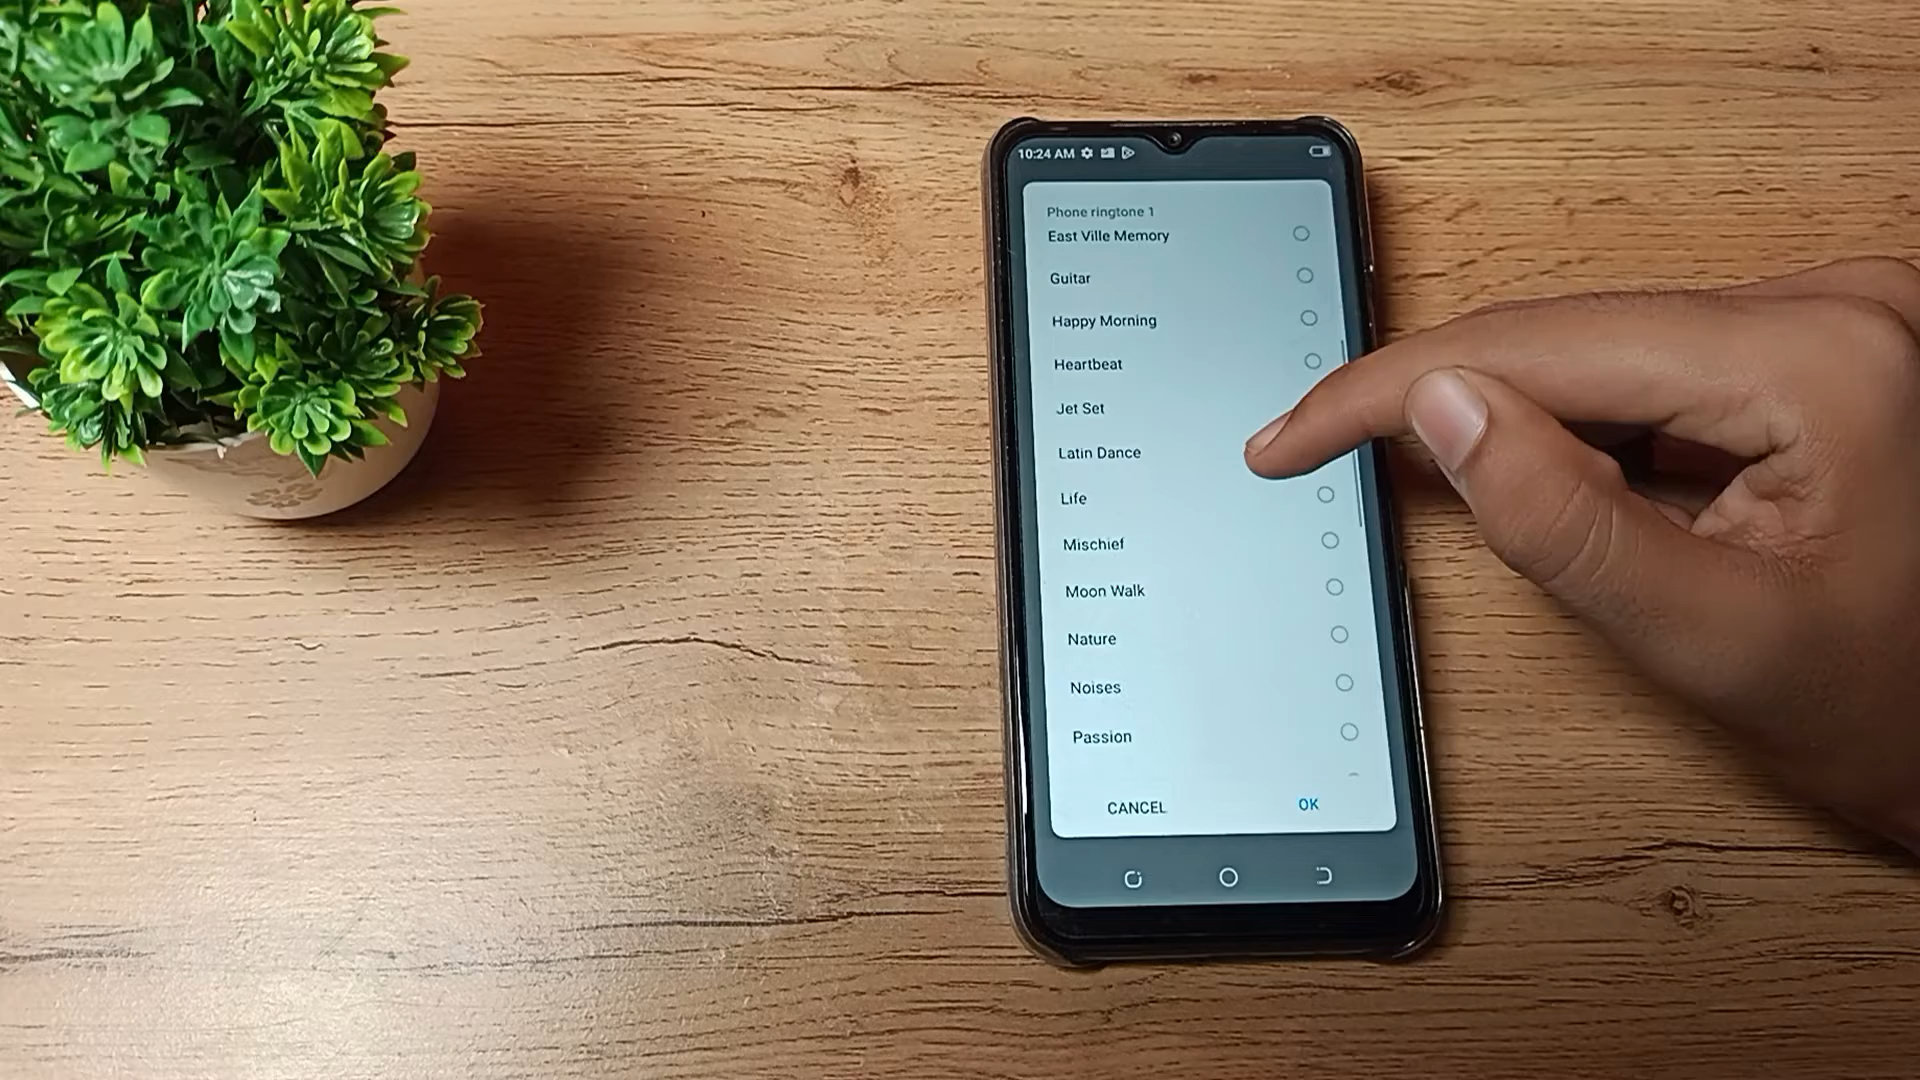 10:24 AM
Phone ringtone 1
East Ville Memory
Guitar
Happy Morning
Heartbeat
Jet Set
Latin Dance
Life
Mischief
Moon Walk
Nature
Noises
Passion
CANCEL
OK